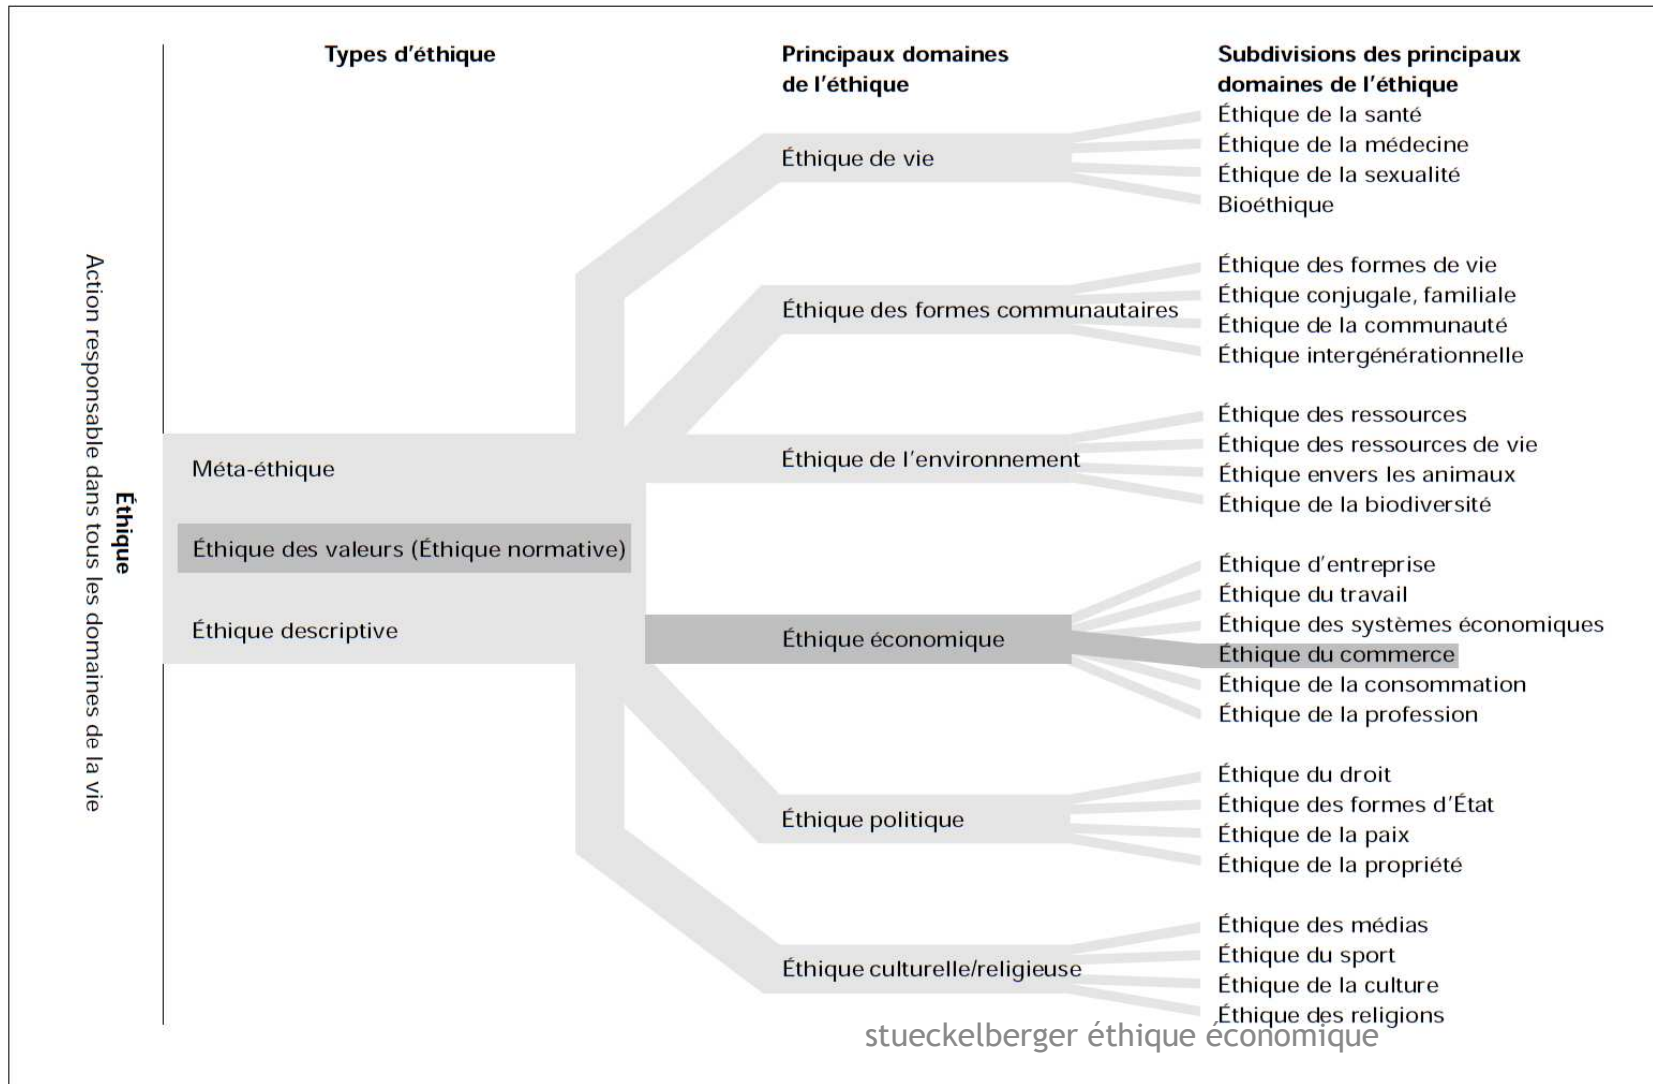 Types d'éthique
Principaux domaines
de l'éthique
Subdivisions des principaux
domaines de l'éthique
Éthique
Action responsable dans tous les domaines de la vie
Méta-éthique
Éthique des valeurs (Éthique normative)
Éthique descriptive
Éthique de vie
Éthique de la santé
Éthique de la médecine
Éthique de la sexualité
Bioéthique
Éthique des formes communautaires
Éthique des formes de vie
Éthique conjugale, familiale
Éthique de la communauté
Éthique intergénérationnelle
Éthique de l'environnement
Éthique des ressources
Éthique des ressources de vie
Éthique envers les animaux
Éthique de la biodiversité
Éthique économique
Éthique d'entreprise
Éthique du travail
Éthique des systèmes économiques
Éthique du commerce
Éthique de la consommation
Éthique de la profession
Éthique politique
Éthique du droit
Éthique des formes d'État
Éthique de la paix
Éthique de la propriété
Éthique culturelle/religieuse
Éthique des médias
Éthique du sport
Éthique de la culture
Éthique des religions
stueckelberger éthique économique